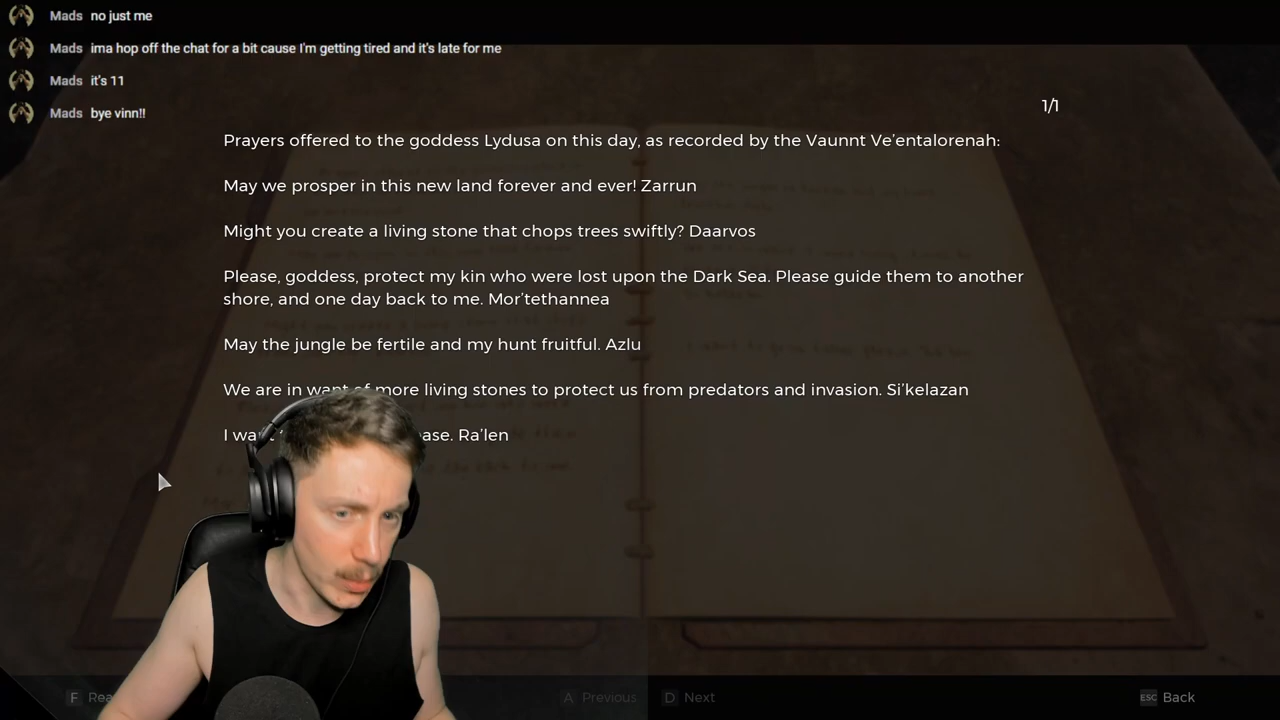 Mads no just me
Mads ima hop off the chat for a bit cause I'm getting tired and it's late for me
Mads it's 11
Mads bye vinn!!
1/1
Prayers offered to the goddess Lydusa on this day, as recorded by the Vaunnt Ve'entalorenah:
May we prosper in this new land forever and ever! Zarrun
Might you create a living stone that chops trees swiftly? Daarvos
Please, goddess, protect my kin who were lost upon the Dark Sea. Please guide them to another
shore, and one day back to me. Mor'tethannea
May the jungle be fertile and my hunt fruitful. Azlu
We are in want of more living stones to protect us from predators and invasion. Si'kelazan
I want Ra'len
F A Previous D Next ESC Back